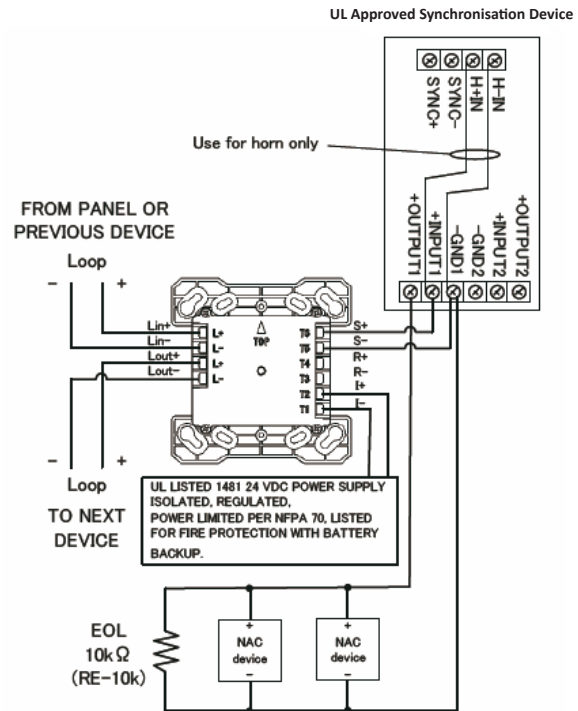 UL Approved Synchronisation Device
SYNC+
SYNC-
H+IN
H-IN
Use for horn only
+OUTPUT1
+INPUT1
-GND1
-GND2
+INPUT2
+OUTPUT2
FROM PANEL OR
PREVIOUS DEVICE
Loop
- +
Lin+
Lin-
Lout+
Lout-
L+
L-
L+
L-
TOP
T6
T5
T4
T3
T2
T1
S+
S-
R+
R-
I+
I-
- +
Loop
TO NEXT
DEVICE
UL LISTED 1481 24 VDC POWER SUPPLY
ISOLATED, REGULATED,
POWER LIMITED PER NFPA 70, LISTED
FOR FIRE PROTECTION WITH BATTERY
BACKUP.
EOL
10kΩ
(RE-10k)
+
NAC
device
-
+
NAC
device
-